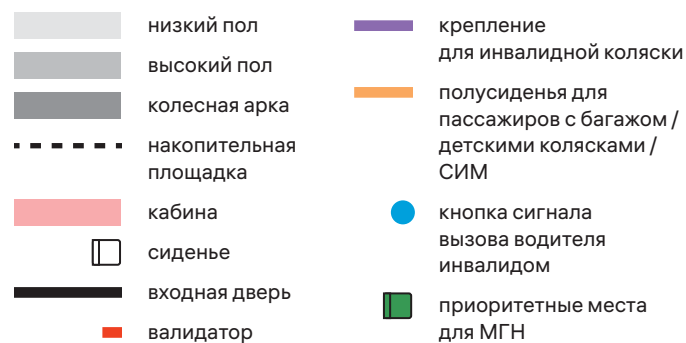 низкий пол
высокий пол
колесная арка
накопительная
площадка
кабина
сиденье
входная дверь
валидатор
крепление
для инвалидной коляски
полусиденья для
пассажиров с багажом /
детскими колясками /
СИМ
кнопка сигнала
вызова водителя
инвалидом
приоритетные места
для МГН